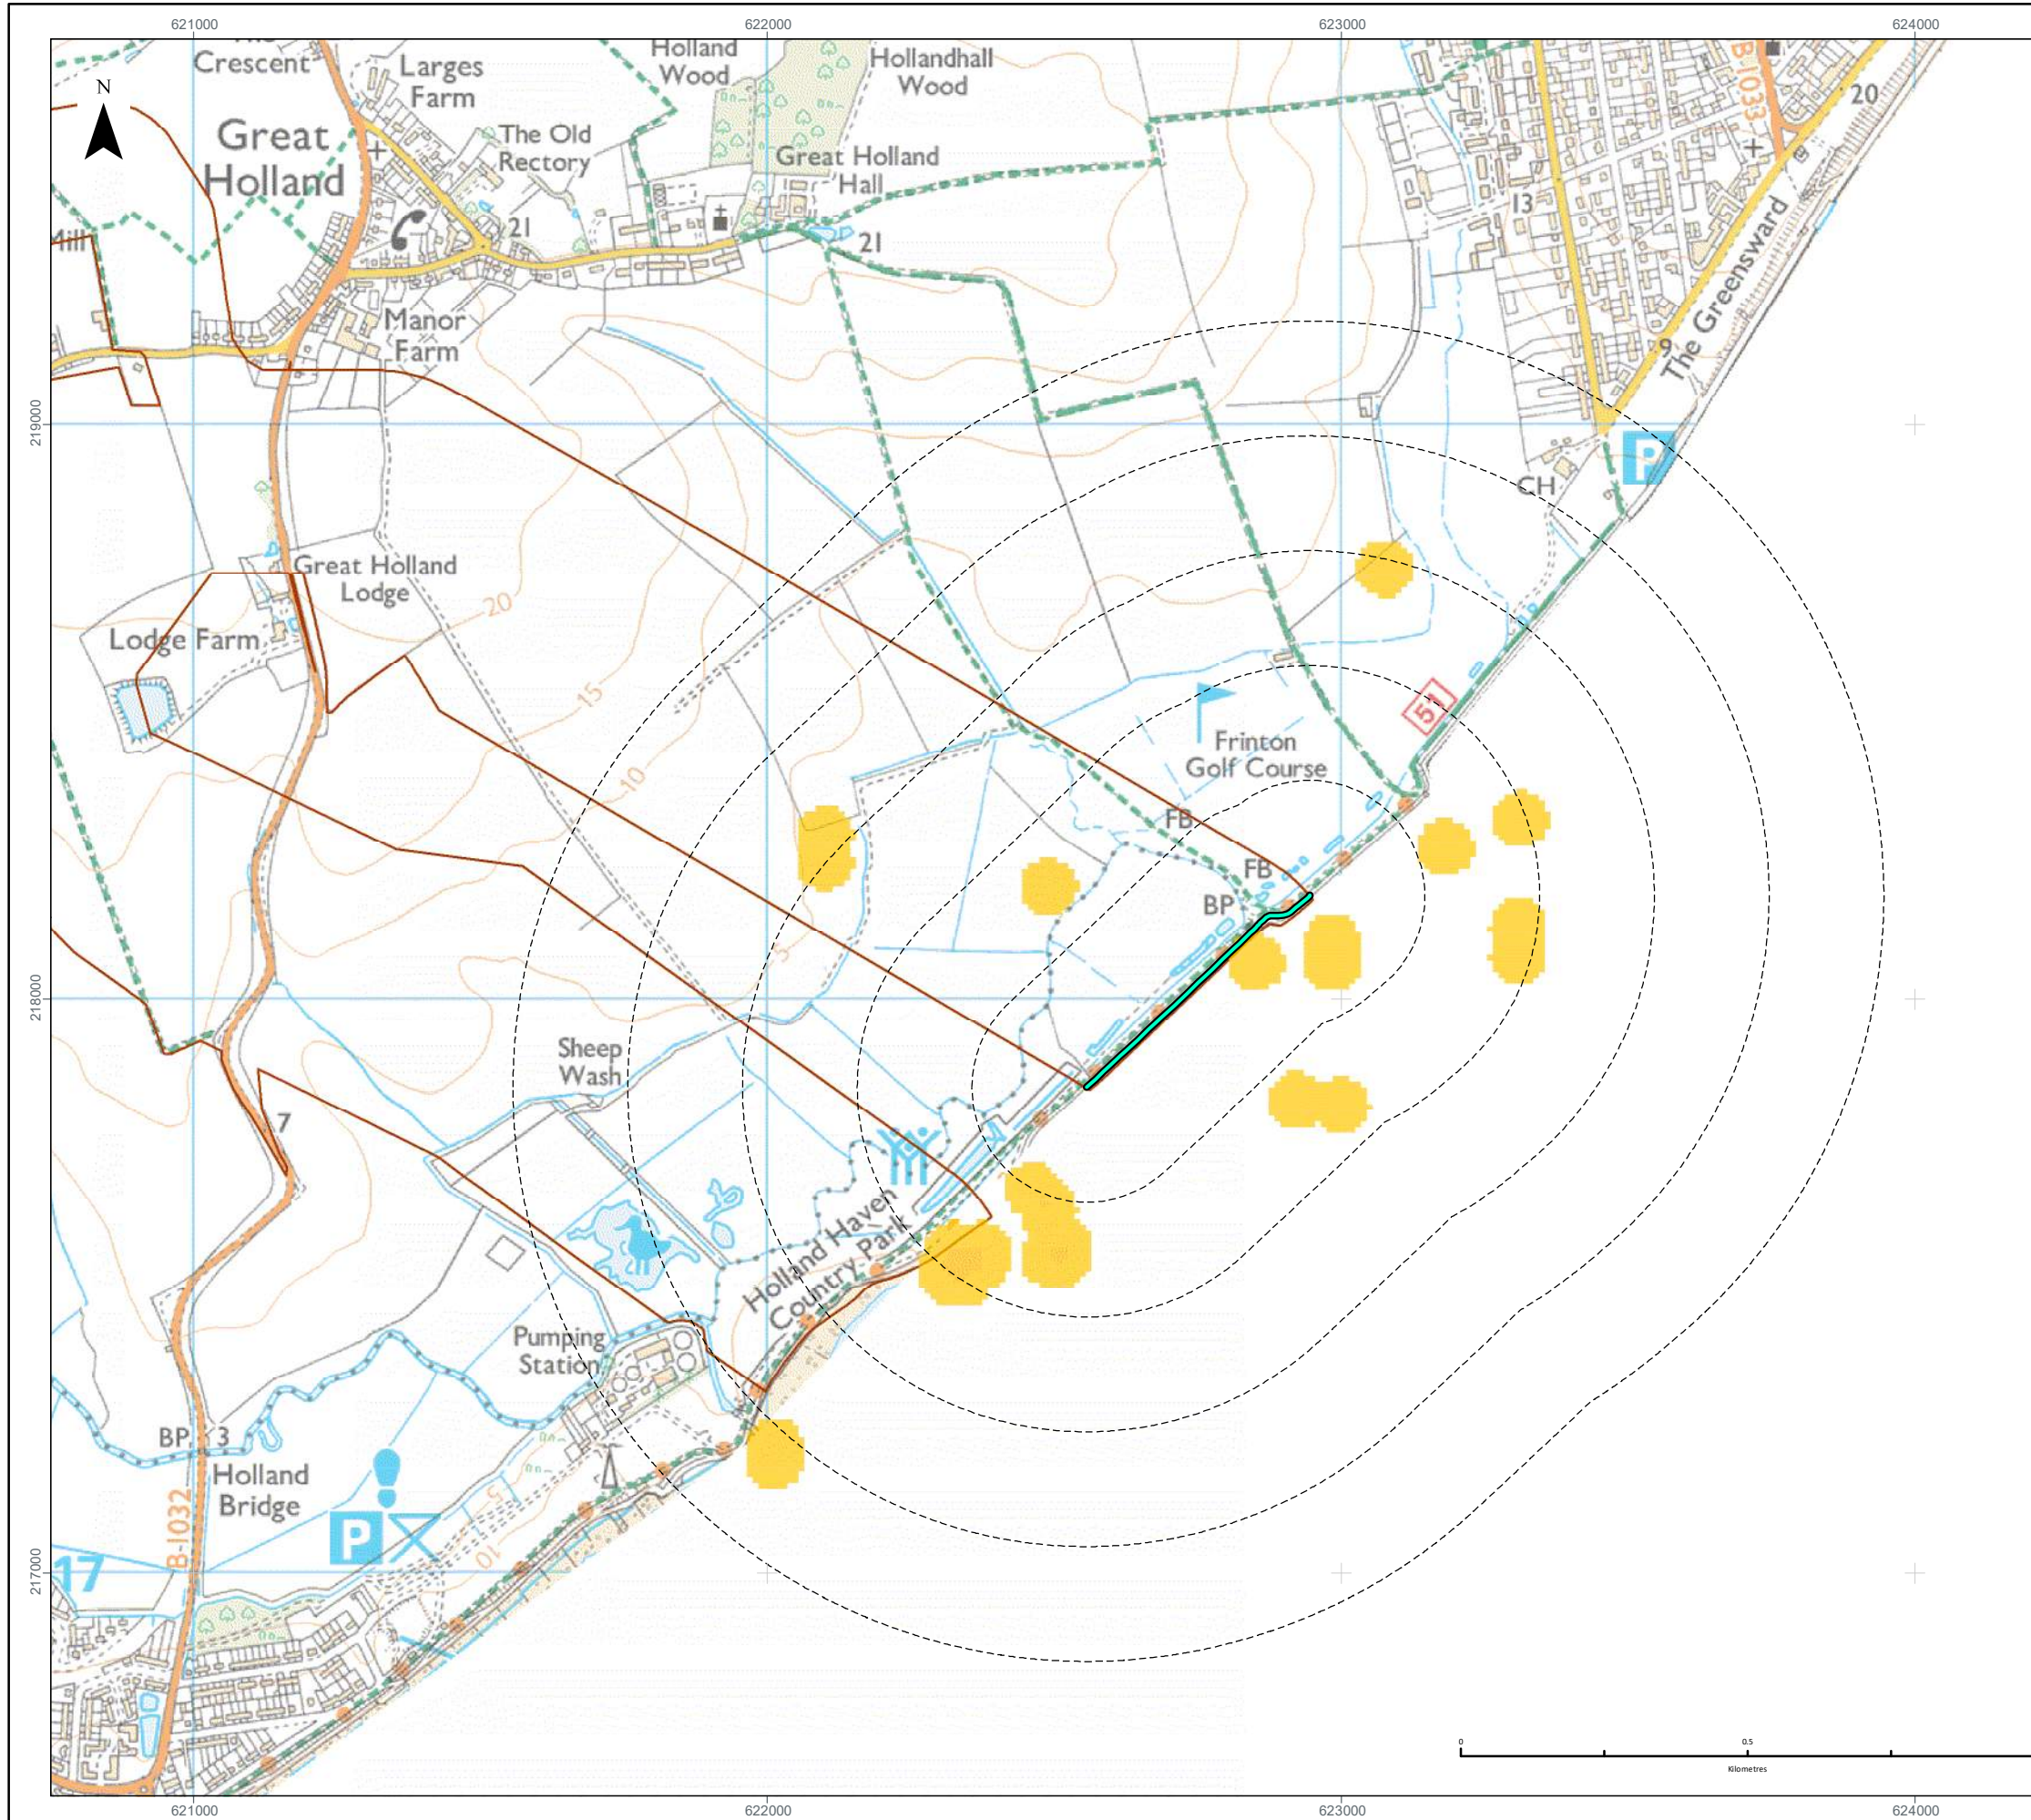 621000
622000
623000
624000
Crescent
Larges
Farm
Holland
Wood
Hollandhall
Wood
B 1033
20
N
Great
Holland
The Old
Rectory
Great Holland
Hall
13
21
21
Mill
Manor
Farm
The Greensward
9
219000
P
CH
Great Holland
Lodge
20
Lodge Farm
15
51
10
Frinton
Golf Course
FB
FB
BP
5
218000
Sheep
Wash
7
Holland Haven
Country Park
Pumping
Station
BP
3
Holland
Bridge
B-1032
5
P
10
17
217000
0
0.5
Kilometres
621000
622000
623000
624000